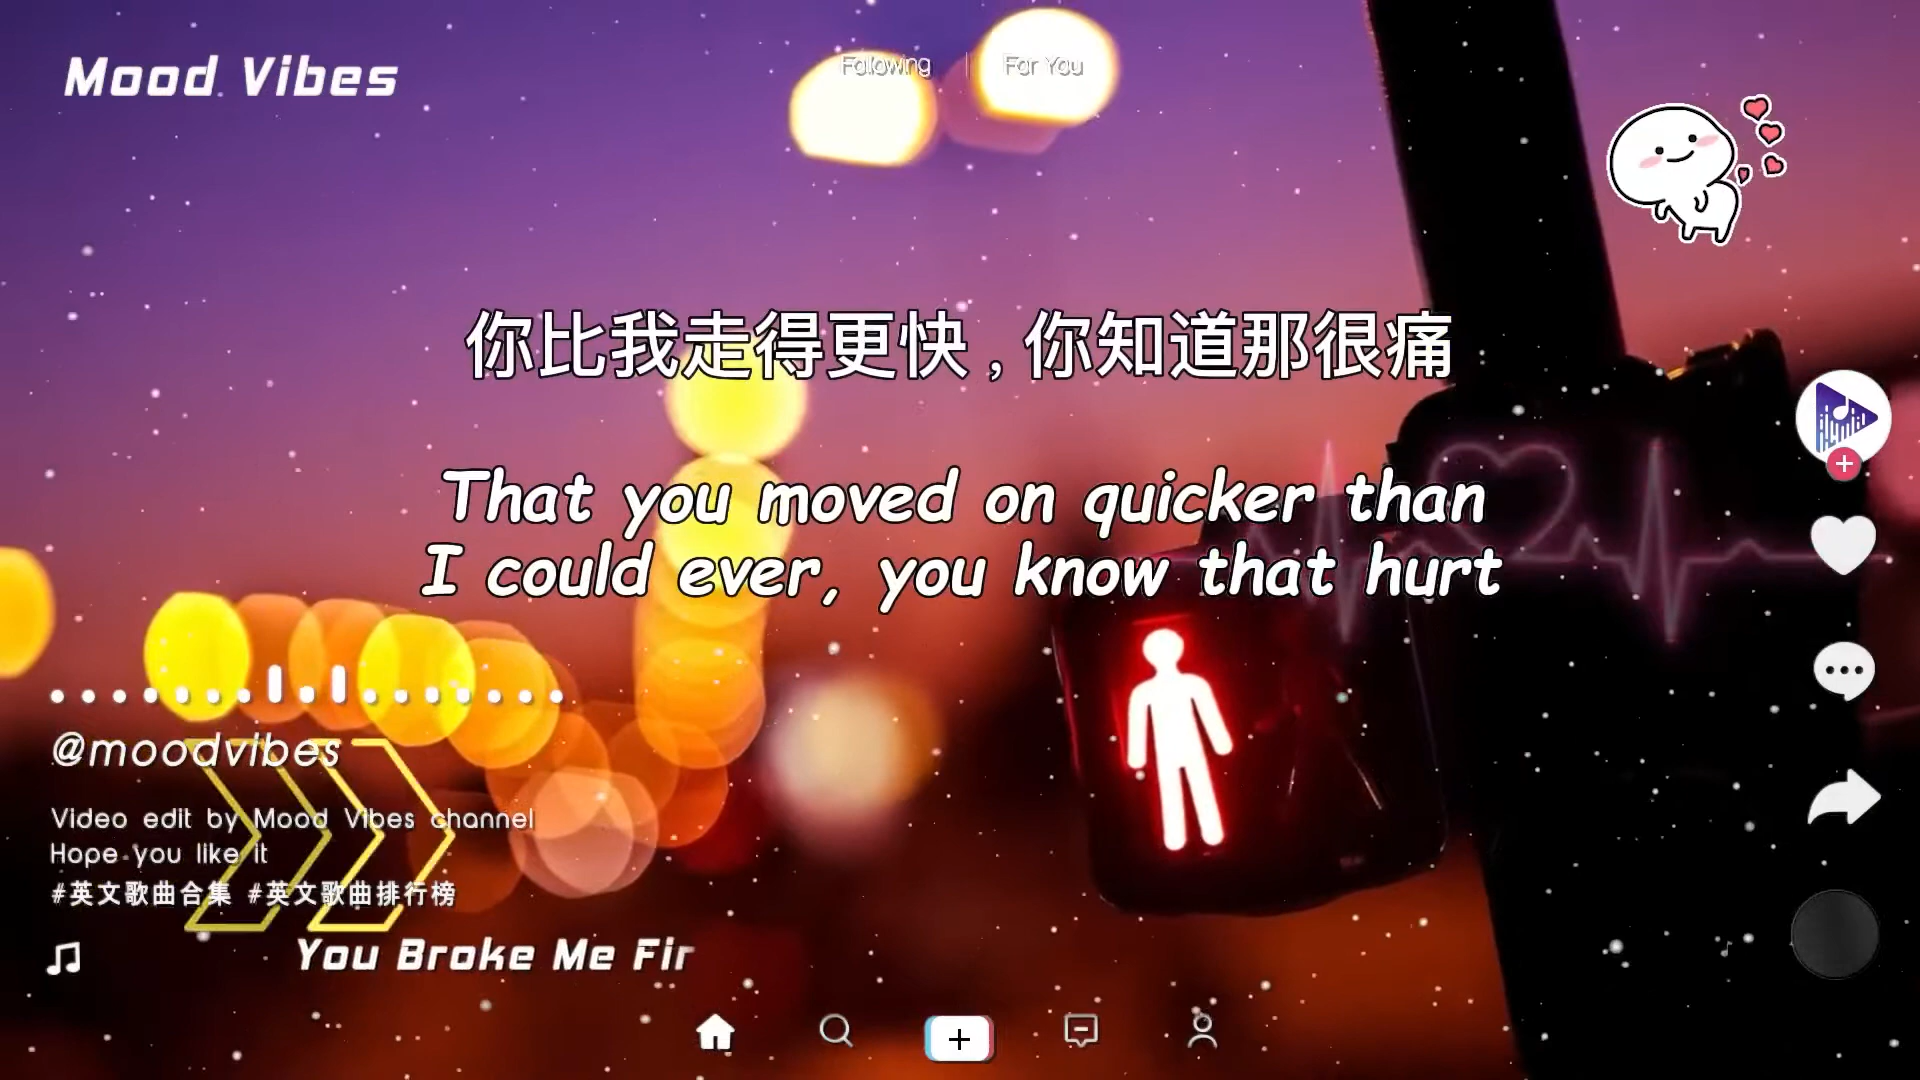 Mood Vibes
Following | For You
你比我走得更快,你知道那很痛
That you moved on quicker than
I could ever, you know that hurt
@moodvibes
Video edit by Mood Vibes channel
Hope you like it
#英文歌曲合集 #英文歌曲排行榜
You Broke Me Fir